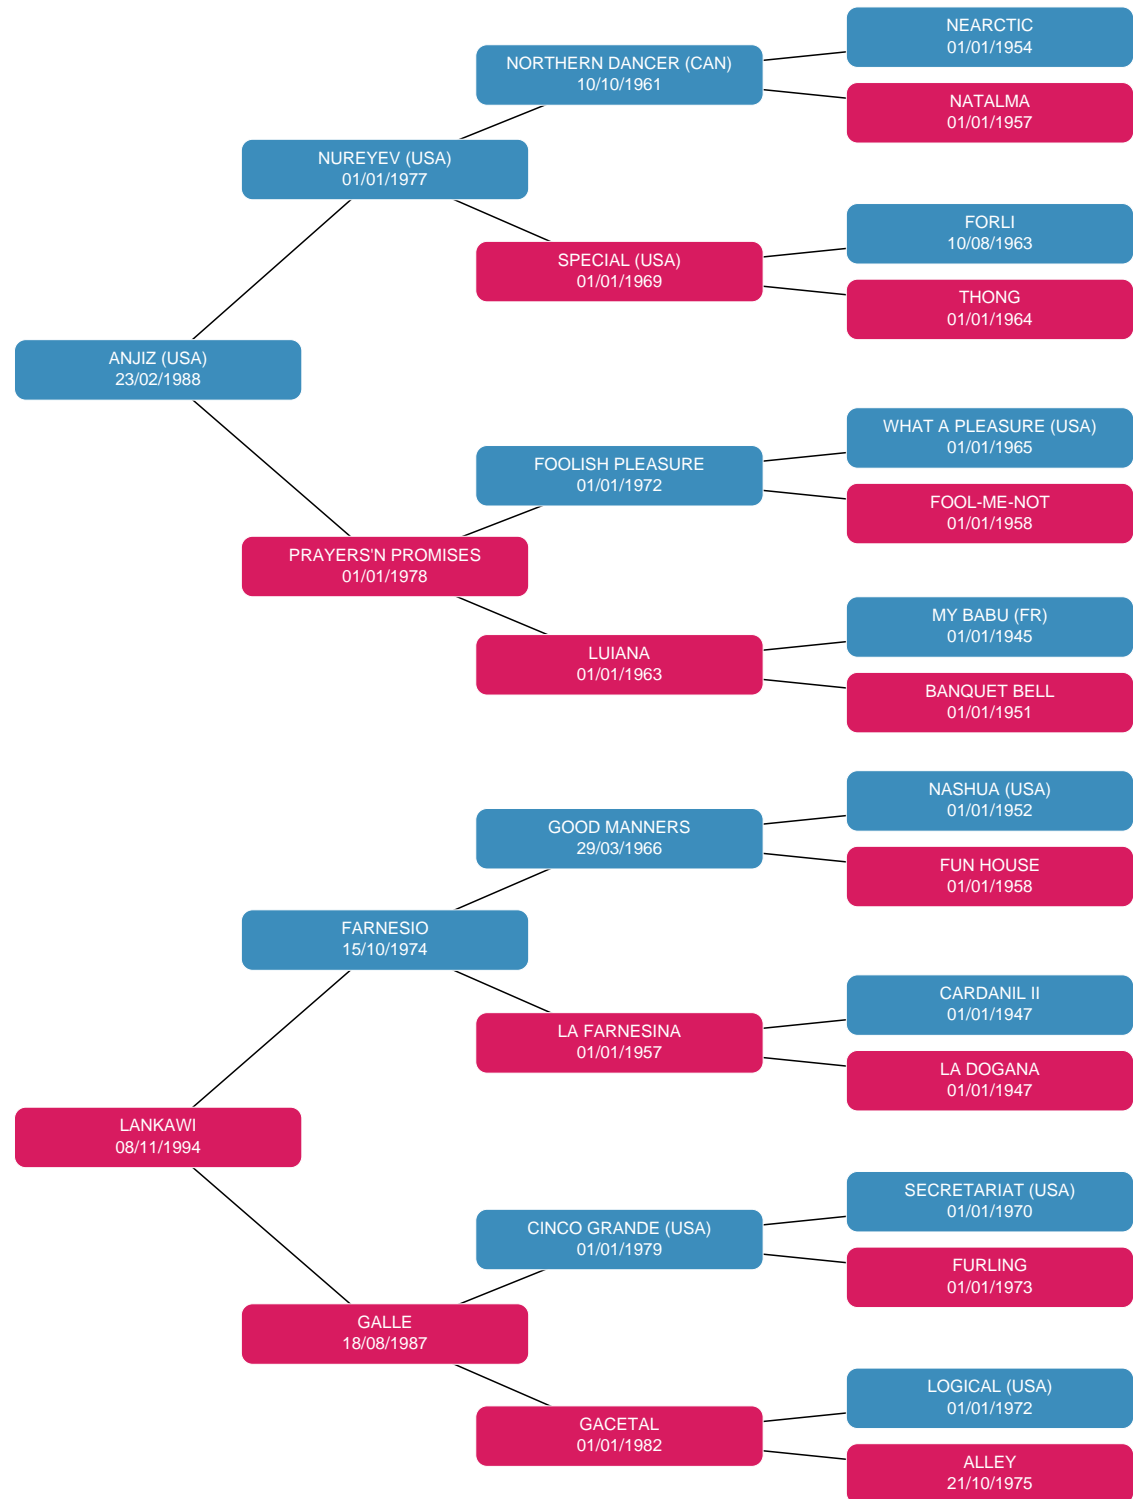 NEARCTIC
01/01/1954
NORTHERN DANCER (CAN)
10/10/1961
NATALMA
01/01/1957
NUREYEV (USA)
01/01/1977
FORLI
10/08/1963
SPECIAL (USA)
01/01/1969
THONG
01/01/1964
ANJIZ (USA)
23/02/1988
WHAT A PLEASURE (USA)
01/01/1965
FOOLISH PLEASURE
01/01/1972
FOOL-ME-NOT
01/01/1958
PRAYERS'N PROMISES
01/01/1978
MY BABU (FR)
01/01/1945
LUIANA
01/01/1963
BANQUET BELL
01/01/1951
NASHUA (USA)
01/01/1952
GOOD MANNERS
29/03/1966
FUN HOUSE
01/01/1958
FARNESIO
15/10/1974
CARDANIL II
01/01/1947
LA FARNESINA
01/01/1957
LA DOGANA
01/01/1947
LANKAWI
08/11/1994
SECRETARIAT (USA)
01/01/1970
CINCO GRANDE (USA)
01/01/1979
FURLING
01/01/1973
GALLE
18/08/1987
LOGICAL (USA)
01/01/1972
GACETAL
01/01/1982
ALLEY
21/10/1975